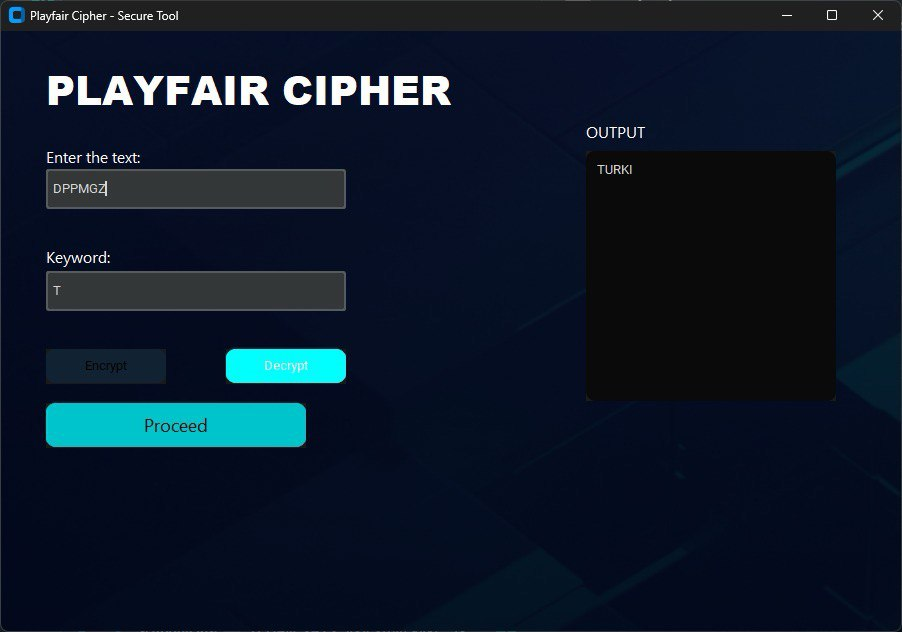 Playfair Cipher - Secure Tool
PLAYFAIR CIPHER
Enter the text:
DPPMGZ
Keyword:
T
Encrypt
Decrypt
Proceed
OUTPUT
TURKI